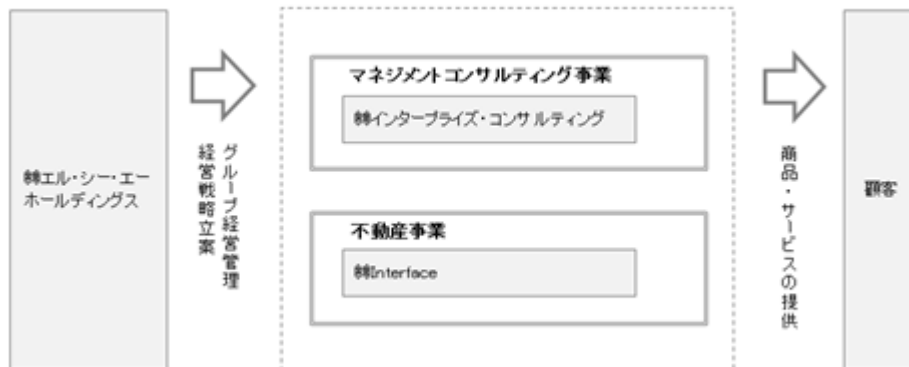 ㈱エル・シー・エー
ホールディングス
グループ経営管理
経営戦略立案
マネジメントコンサルティング事業
㈱インタープライズ・コンサルティング
不動産事業
㈱Interface
商品・サービスの提供
顧客